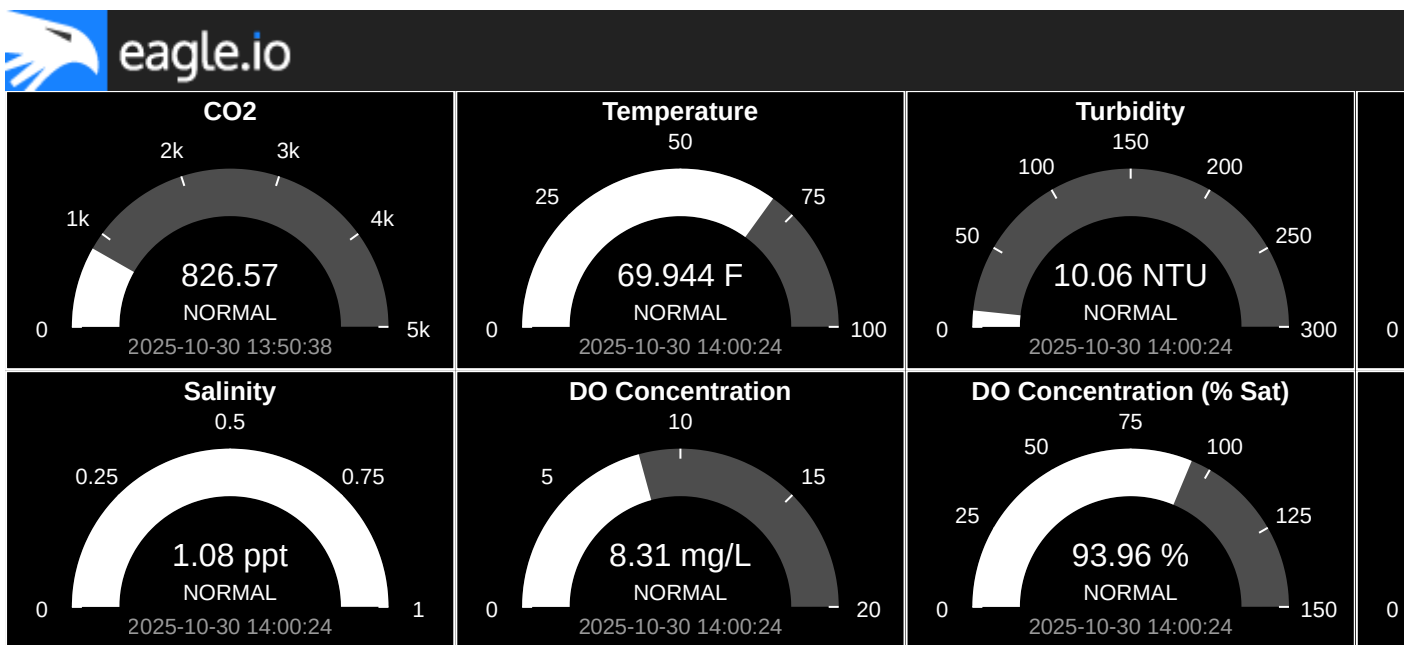 eagle.io
CO2
0
1k
2k
3k
4k
5k
826.57
NORMAL
2025-10-30 13:50:38
Temperature
0
25
50
75
100
69.944 F
NORMAL
2025-10-30 14:00:24
Turbidity
0
50
100
150
200
250
300
10.06 NTU
NORMAL
2025-10-30 14:00:24
0
Salinity
0
0.25
0.5
0.75
1
1.08 ppt
NORMAL
2025-10-30 14:00:24
DO Concentration
0
5
10
15
20
8.31 mg/L
NORMAL
2025-10-30 14:00:24
DO Concentration (% Sat)
0
25
50
75
100
125
150
93.96 %
NORMAL
2025-10-30 14:00:24
0